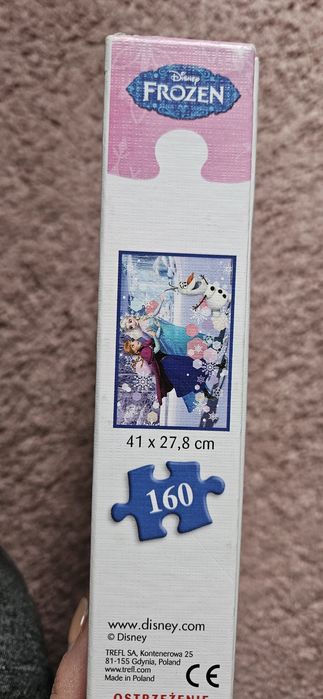 Disney
FROZEN
41 x 27,8 cm
160
www.disney.com
© Disney
TREFL SA, Kontenerowa 25
81-155 Gdynia, Poland
www.trefl.com
Made in Poland
CE
OSTRZEŻENIE